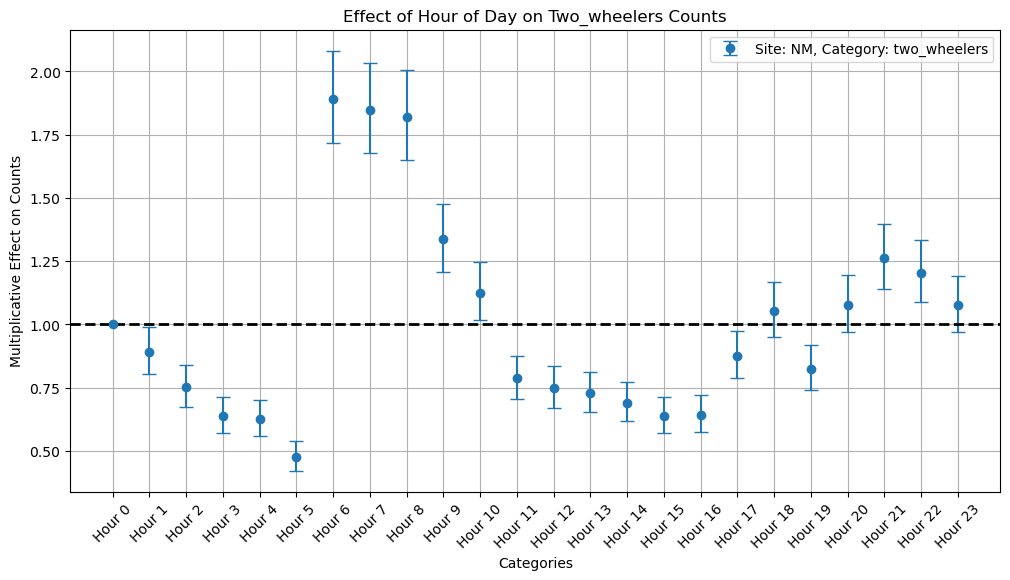 Effect of Hour of Day on Two_wheelers Counts
Site: NM, Category: two_wheelers
Multiplicative Effect on Counts
2.00
1.75
1.50
1.25
1.00
0.75
0.50
Hour 0
Hour 1
Hour 2
Hour 3
Hour 4
Hour 5
Hour 6
Hour 7
Hour 8
Hour 9
Hour 10
Hour 11
Hour 12
Hour 13
Hour 14
Hour 15
Hour 16
Hour 17
Hour 18
Hour 19
Hour 20
Hour 21
Hour 22
Hour 23
Categories